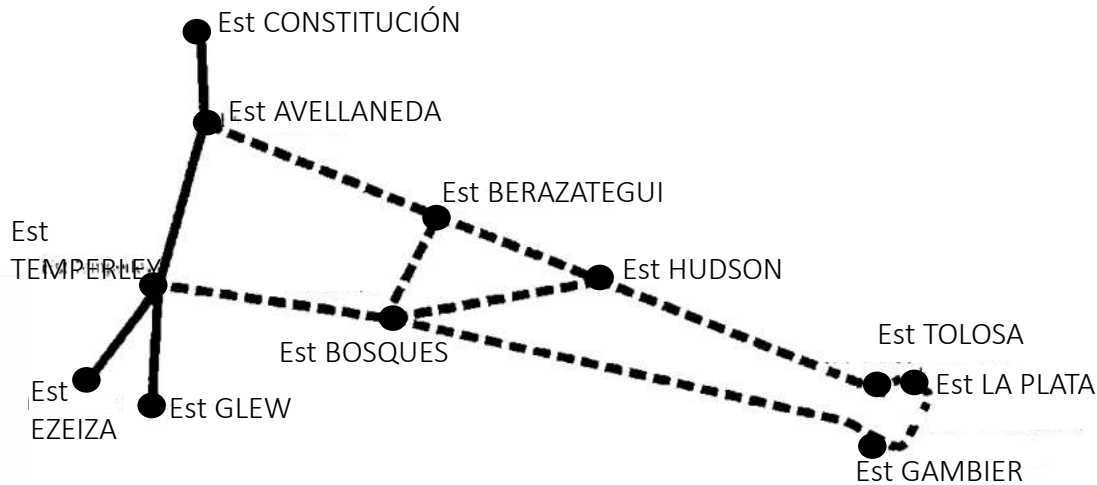 Est CONSTITUCIÓN
Est AVELLANEDA
Est BERAZATEGUI
Est
TEMPERLEY
Est HUDSON
Est TOLOSA
Est BOSQUES
Est LA PLATA
Est
EZEIZA
Est GLEW
Est GAMBIER